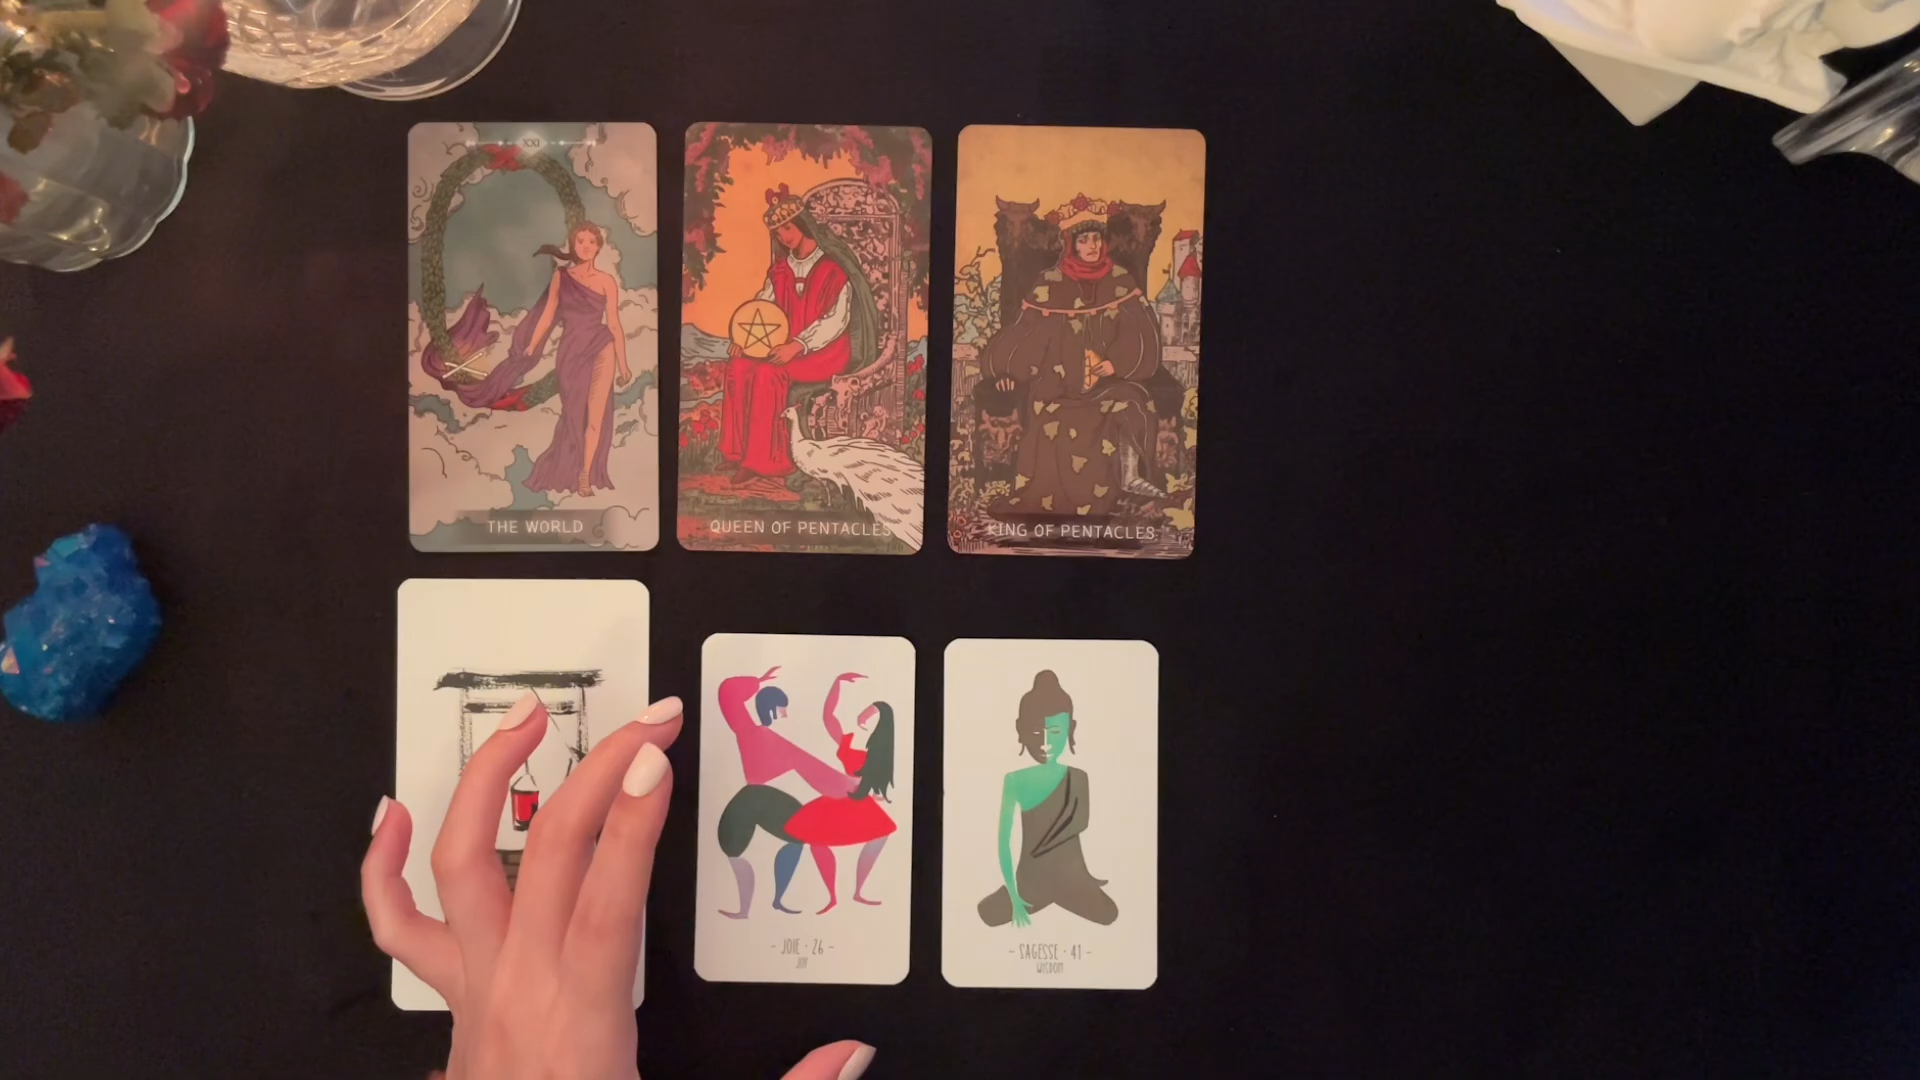 XXI
THE WORLD
QUEEN OF PENTACLES
KING OF PENTACLES
- JOIE · 26 -
JOY
- SAGESSE · 41 -
WISDOM